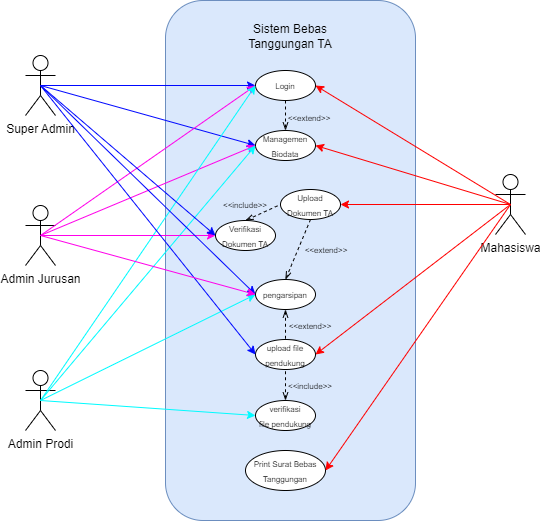 Sistem Bebas
Tanggungan TA
Login
Super Admin
<<extend>>
Managemen
Biodata
Upload
Dokumen TA
<<include>>
Verifikasi
Dokumen TA
Mahasiswa
<<extend>>
Admin Jurusan
pengarsipan
<<extend>>
upload file
pendukung
<<include>>
verifikasi
file pendukung
Admin Prodi
Print Surat Bebas
Tanggungan